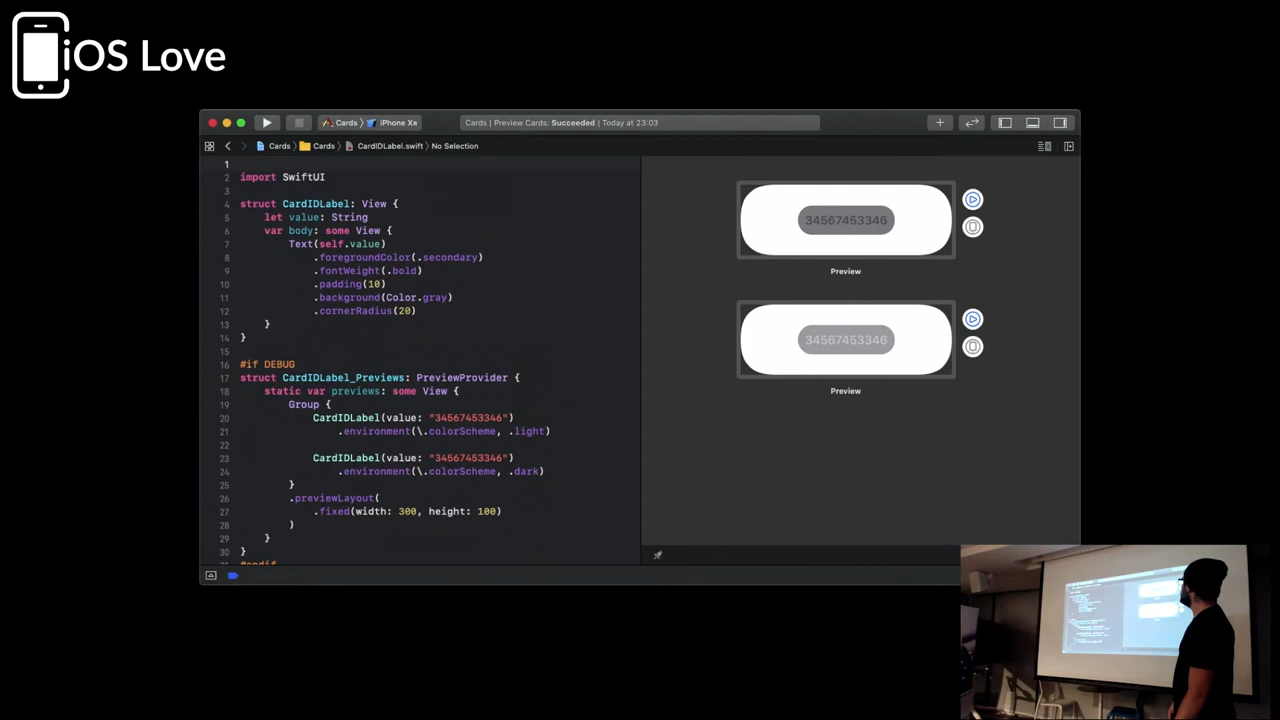 iOS Love
Cards iPhone Xʀ
Cards | Preview Cards: Succeeded | Today at 23:03
Cards Cards CardIDLabel.swift No Selection
1
2 import SwiftUI
3
4 struct CardIDLabel: View {
5 let value: String
6 var body: some View {
7 Text(self.value)
8 .foregroundColor(.secondary)
9 .fontWeight(.bold)
10 .padding(10)
11 .background(Color.gray)
12 .cornerRadius(20)
13 }
14 }
15
16 #if DEBUG
17 struct CardIDLabel_Previews: PreviewProvider {
18 static var previews: some View {
19 Group {
20 CardIDLabel(value: "34567453346")
21 .environment(\.colorScheme, .light)
22
23 CardIDLabel(value: "34567453346")
24 .environment(\.colorScheme, .dark)
25 }
26 .previewLayout(
27 .fixed(width: 300, height: 100)
28 )
29 }
30 }
#endif
34567453346
Preview
34567453346
Preview